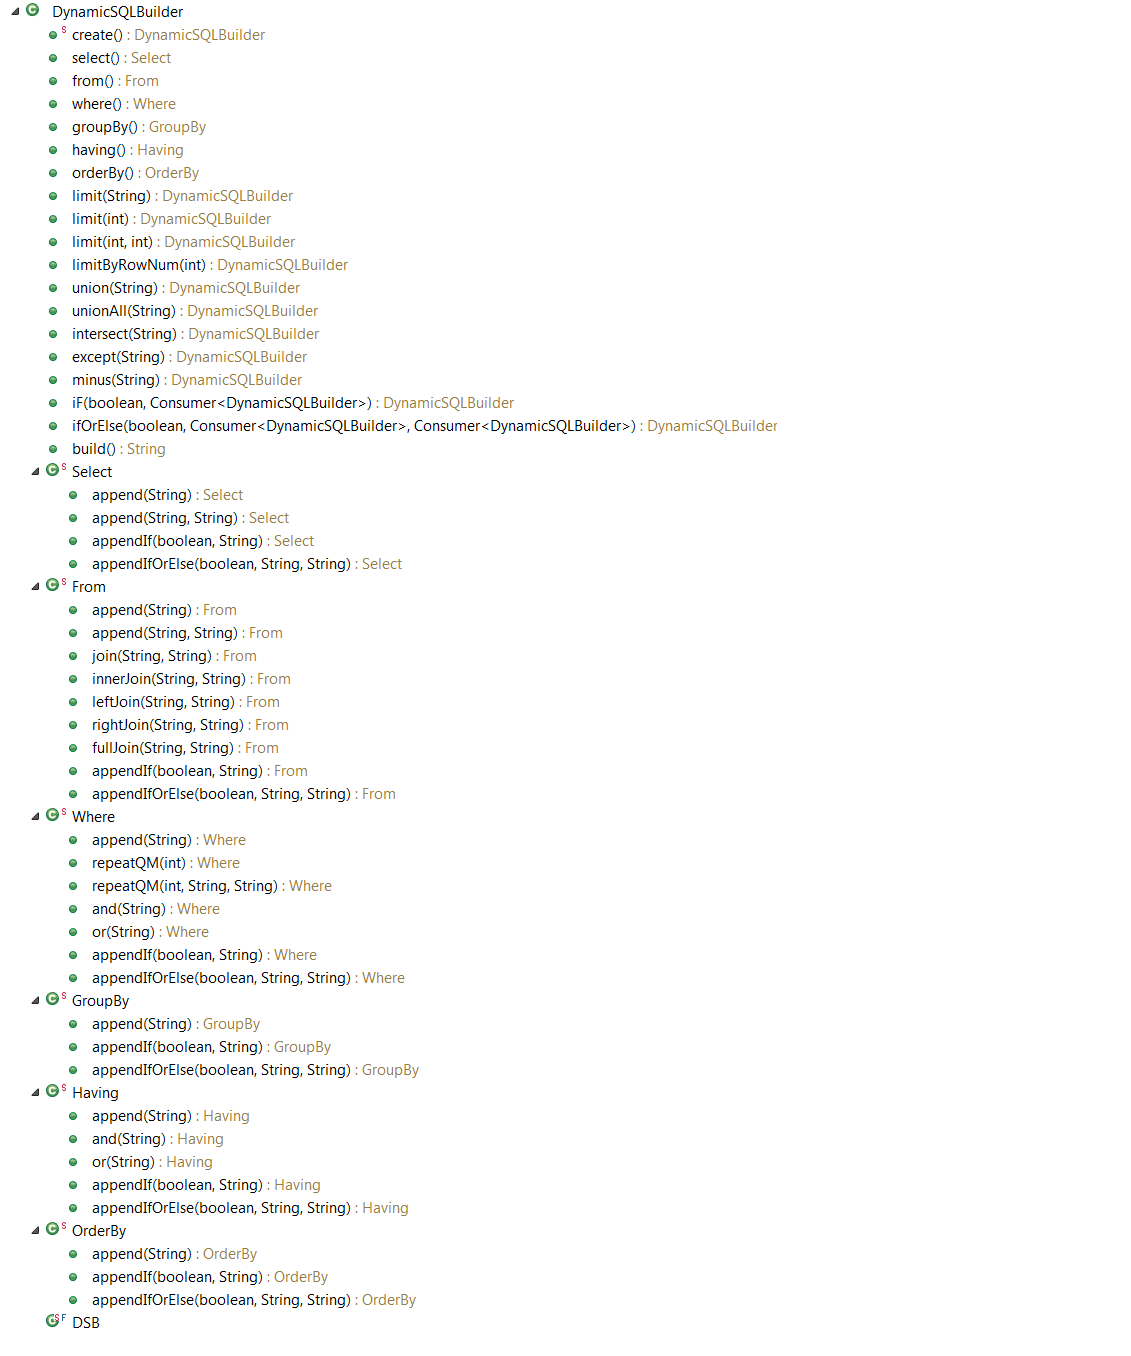 DynamicSQLBuilder
S create() : DynamicSQLBuilder
select() : Select
from() : From
where() : Where
groupBy() : GroupBy
having() : Having
orderBy() : OrderBy
limit(String) : DynamicSQLBuilder
limit(int) : DynamicSQLBuilder
limit(int, int) : DynamicSQLBuilder
limitByRowNum(int) : DynamicSQLBuilder
union(String) : DynamicSQLBuilder
unionAll(String) : DynamicSQLBuilder
intersect(String) : DynamicSQLBuilder
except(String) : DynamicSQLBuilder
minus(String) : DynamicSQLBuilder
iF(boolean, Consumer<DynamicSQLBuilder>) : DynamicSQLBuilder
ifOrElse(boolean, Consumer<DynamicSQLBuilder>, Consumer<DynamicSQLBuilder>) : DynamicSQLBuilder
build() : String
S Select
append(String) : Select
append(String, String) : Select
appendIf(boolean, String) : Select
appendIfOrElse(boolean, String, String) : Select
S From
append(String) : From
append(String, String) : From
join(String, String) : From
innerJoin(String, String) : From
leftJoin(String, String) : From
rightJoin(String, String) : From
fullJoin(String, String) : From
appendIf(boolean, String) : From
appendIfOrElse(boolean, String, String) : From
S Where
append(String) : Where
repeatQM(int) : Where
repeatQM(int, String, String) : Where
and(String) : Where
or(String) : Where
appendIf(boolean, String) : Where
appendIfOrElse(boolean, String, String) : Where
S GroupBy
append(String) : GroupBy
appendIf(boolean, String) : GroupBy
appendIfOrElse(boolean, String, String) : GroupBy
S Having
append(String) : Having
and(String) : Having
or(String) : Having
appendIf(boolean, String) : Having
appendIfOrElse(boolean, String, String) : Having
S OrderBy
append(String) : OrderBy
appendIf(boolean, String) : OrderBy
appendIfOrElse(boolean, String, String) : OrderBy
S F DSB